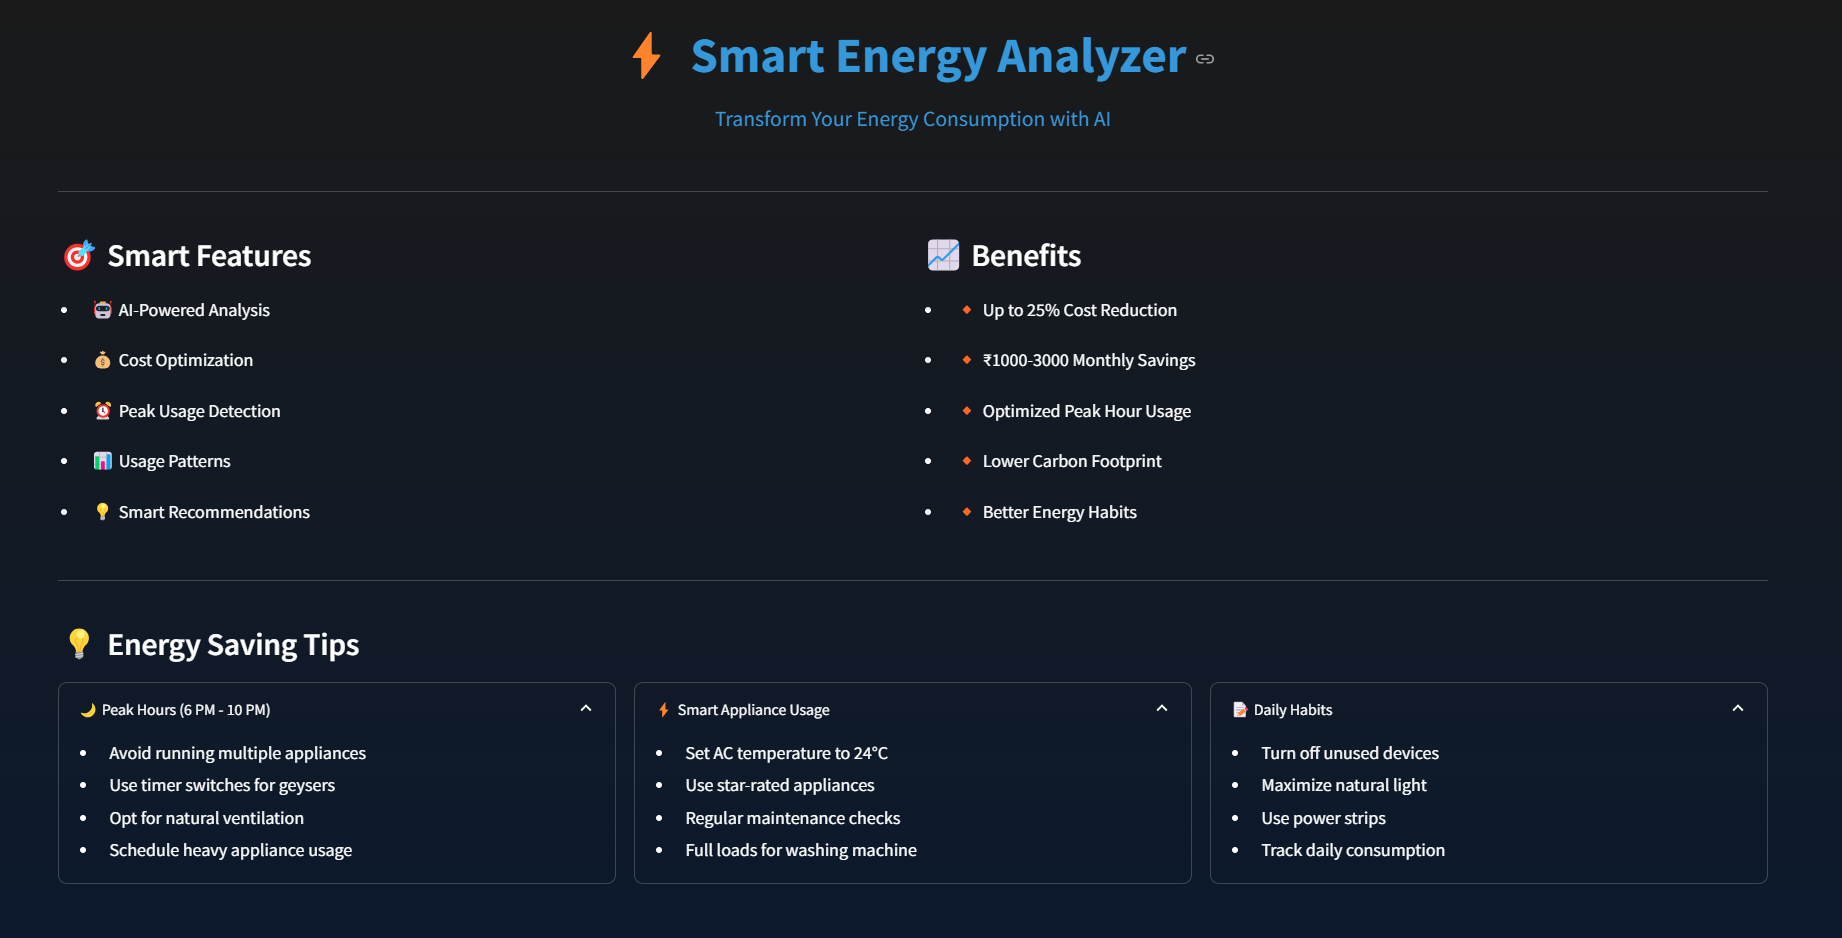 Smart Energy Analyzer
Transform Your Energy Consumption with AI
Smart Features
AI-Powered Analysis
Cost Optimization
Peak Usage Detection
Usage Patterns
Smart Recommendations
Benefits
Up to 25% Cost Reduction
₹1000-3000 Monthly Savings
Optimized Peak Hour Usage
Lower Carbon Footprint
Better Energy Habits
Energy Saving Tips
Peak Hours (6 PM - 10 PM)
Avoid running multiple appliances
Use timer switches for geysers
Opt for natural ventilation
Schedule heavy appliance usage
Smart Appliance Usage
Set AC temperature to 24°C
Use star-rated appliances
Regular maintenance checks
Full loads for washing machine
Daily Habits
Turn off unused devices
Maximize natural light
Use power strips
Track daily consumption